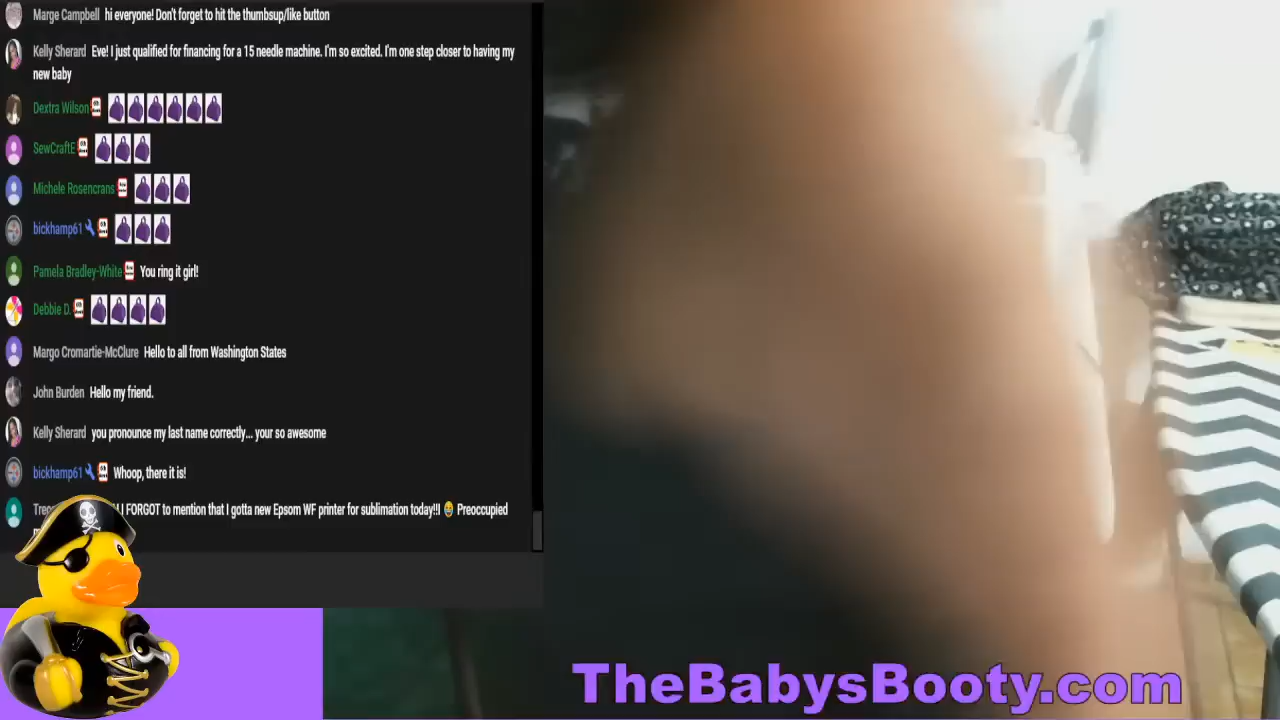 Marge Campbell hi everyone! Don't forget to hit the thumbsup/like button
Kelly Sherard Eve! I just qualified for financing for a 15 needle machine. I'm so excited. I'm one step closer to having my
new baby
Dextra Wilson
SewCraftE
Michele Rosencrans
bickhamp61
Pamela Bradley-White You ring it girl!
Debbie D.
Margo Cromartie-McClure Hello to all from Washington States
John Burden Hello my friend.
Kelly Sherard you pronounce my last name correctly... your so awesome
bickhamp61 Whoop, there it is!
I FORGOT to mention that I gotta new Epsom WF printer for sublimation today!!! 😂 Preoccupied
TheBabysBooty.com